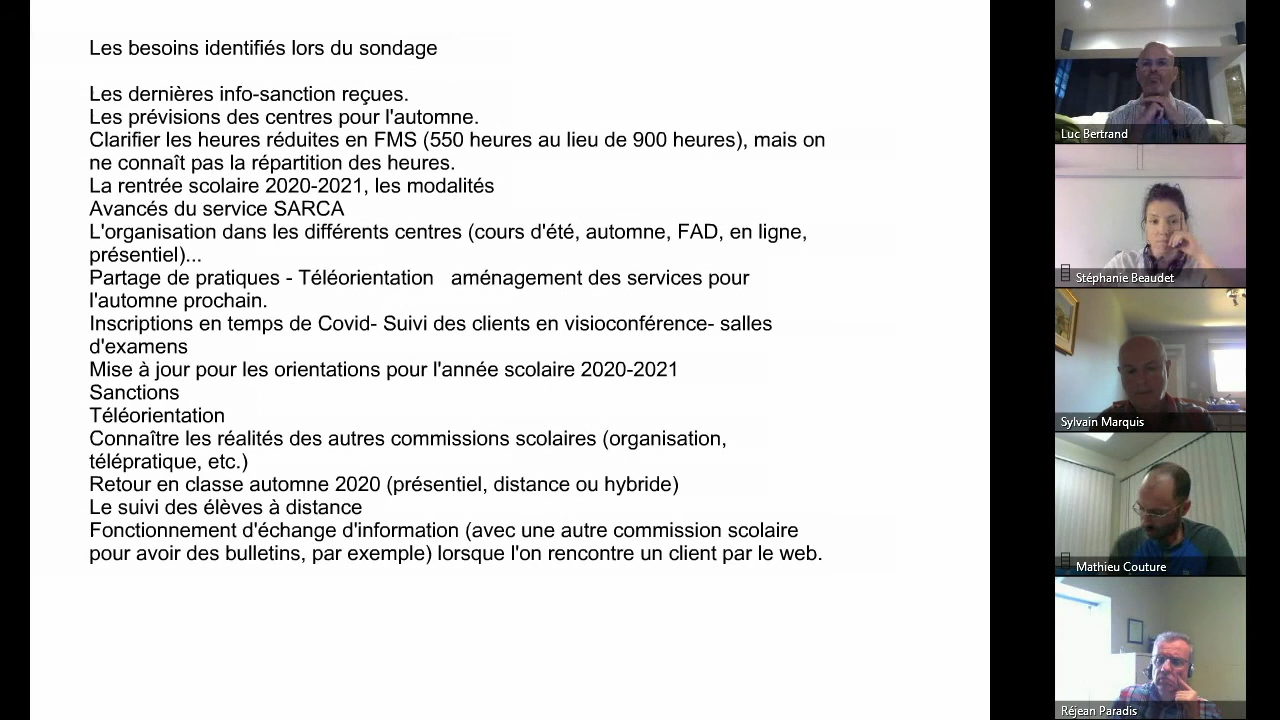 Les besoins identifiés lors du sondage
Les dernières info-sanction reçues.
Les prévisions des centres pour l'automne.
Clarifier les heures réduites en FMS (550 heures au lieu de 900 heures), mais on
ne connaît pas la répartition des heures.
La rentrée scolaire 2020-2021, les modalités
Avancés du service SARCA
L'organisation dans les différents centres (cours d'été, automne, FAD, en ligne,
présentiel)...
Partage de pratiques - Téléorientation   aménagement des services pour
l'automne prochain.
Inscriptions en temps de Covid- Suivi des clients en visioconférence- salles
d'examens
Mise à jour pour les orientations pour l'année scolaire 2020-2021
Sanctions
Téléorientation
Connaître les réalités des autres commissions scolaires (organisation,
télépratique, etc.)
Retour en classe automne 2020 (présentiel, distance ou hybride)
Le suivi des élèves à distance
Fonctionnement d'échange d'information (avec une autre commission scolaire
pour avoir des bulletins, par exemple) lorsque l'on rencontre un client par le web.
Luc Bertrand
Stéphanie Beaudet
Sylvain Marquis
Mathieu Couture
Réjean Paradis